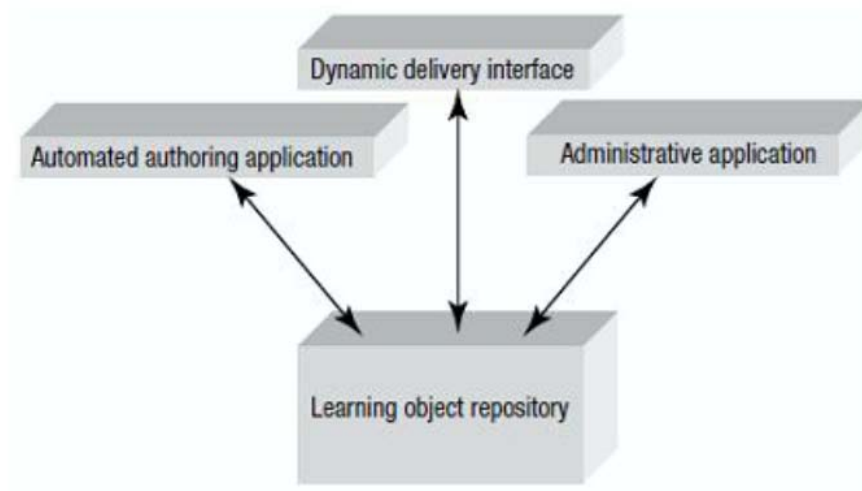 Dynamic delivery interface
Automated authoring application
Administrative application
Learning object repository